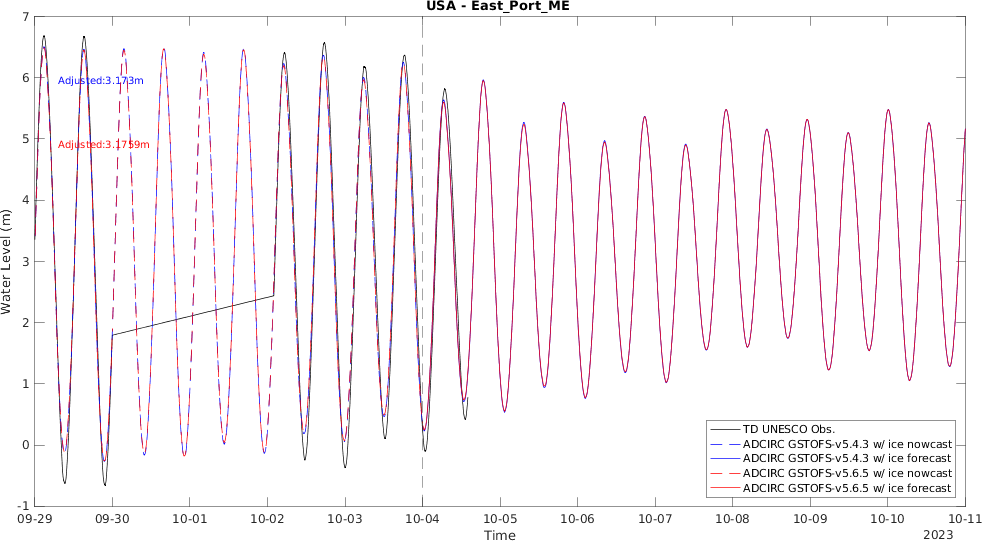 USA - East_Port_ME
7
6
5
4
3
2
1
0
-1
Water Level (m)
Adjusted:3.173m
Adjusted:3.1759m
TD UNESCO Obs.
ADCIRC GSTOFS-v5.4.3 w/ ice nowcast
ADCIRC GSTOFS-v5.4.3 w/ ice forecast
ADCIRC GSTOFS-v5.6.5 w/ ice nowcast
ADCIRC GSTOFS-v5.6.5 w/ ice forecast
09-29 09-30 10-01 10-02 10-03 10-04 10-05 10-06 10-07 10-08 10-09 10-10 10-11
Time
2023